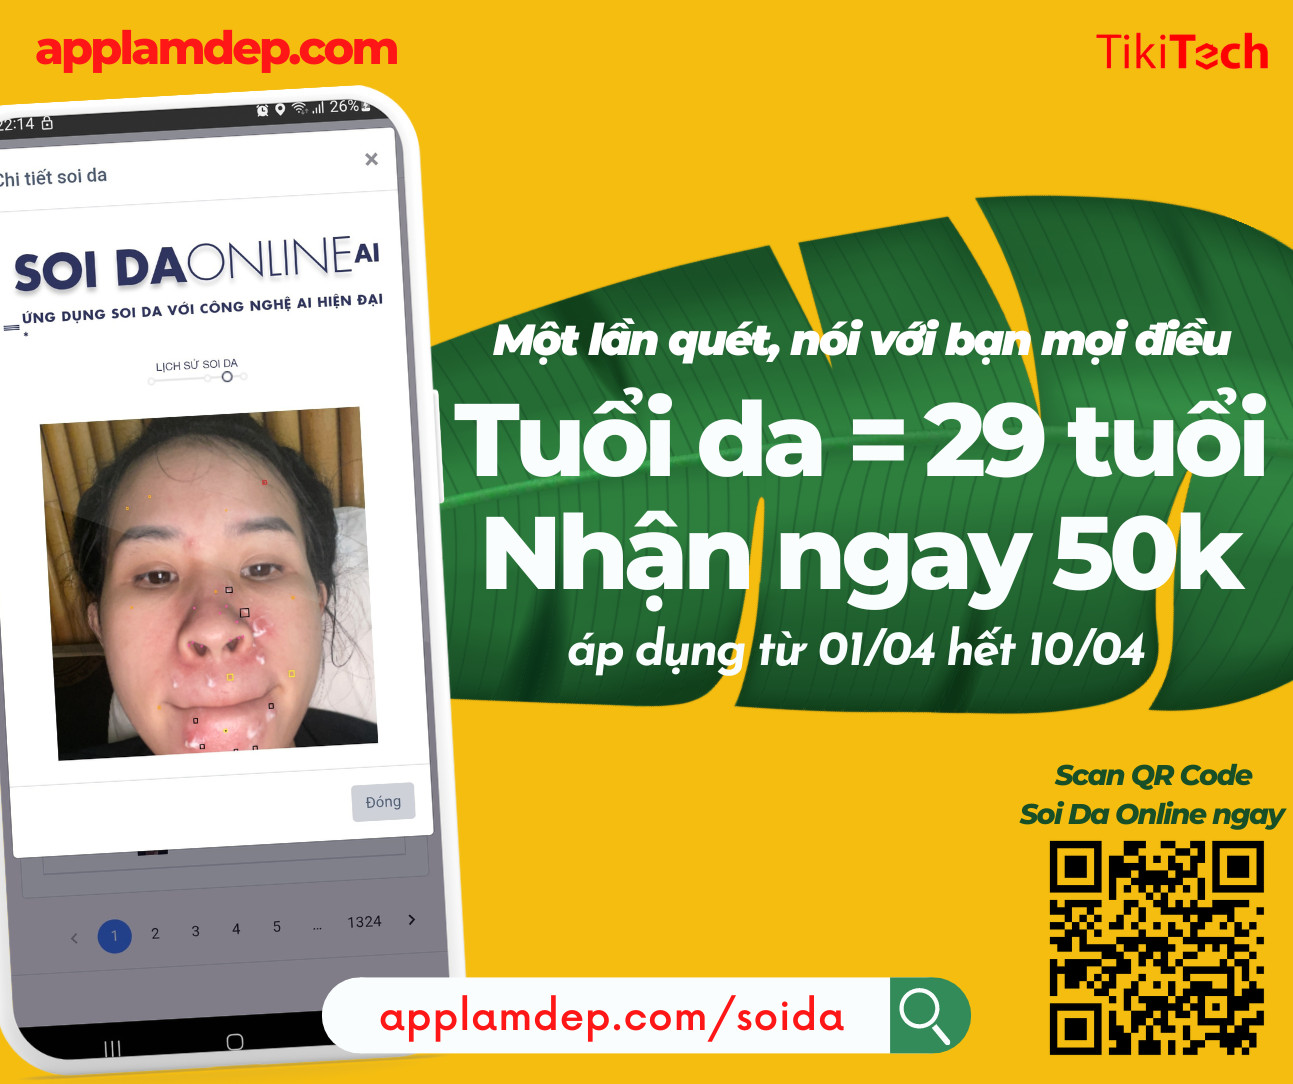 applamdep.com
TikiTech
22:14
26%
Chi tiết soi da
×
SOI DAONLINE AI
ỨNG DỤNG SOI DA VỚI CÔNG NGHỆ AI HIỆN ĐẠI
*
LỊCH SỬ SOI DA
Đóng
1 2 3 4 5 ... 1324
Một lần quét, nói với bạn mọi điều
Tuổi da = 29 tuổi
Nhận ngay 50k
áp dụng từ 01/04 hết 10/04
Scan QR Code
Soi Da Online ngay
applamdep.com/soida